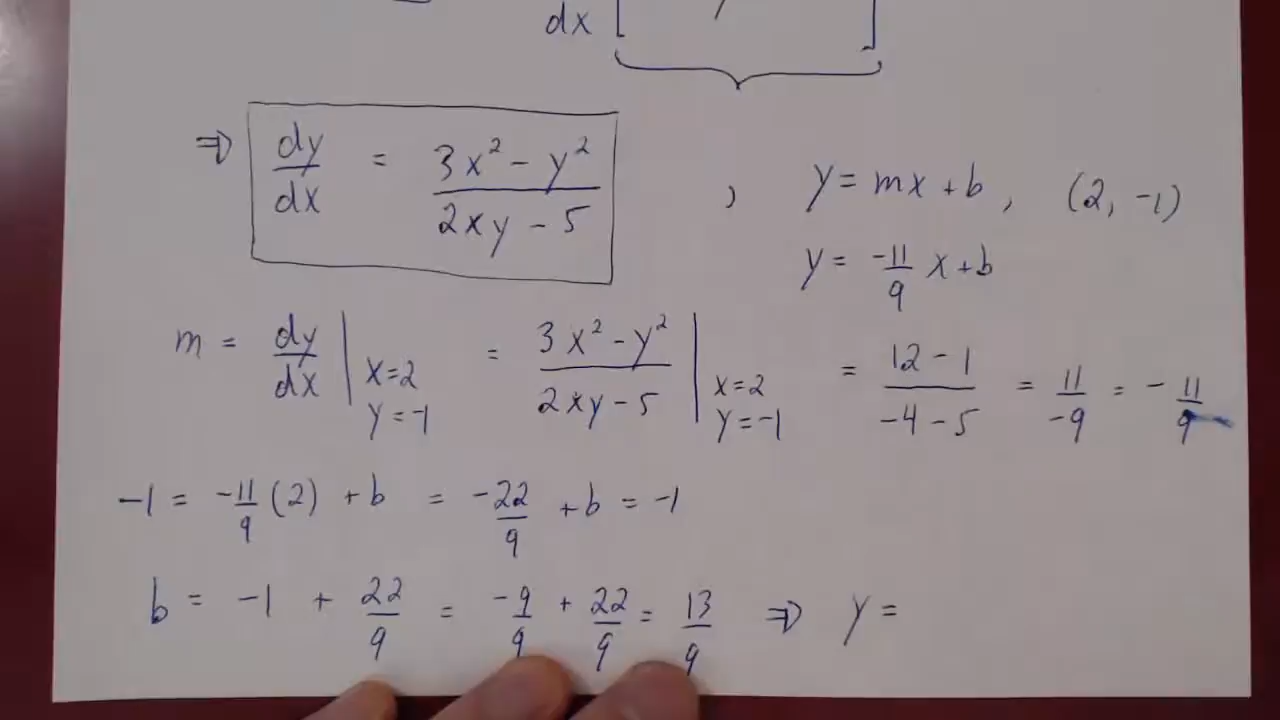 dx [ ]
⇒ dy/dx = (3x² - y²)/(2xy - 5) , y = mx + b , (2, -1)
y = -11/9 x + b
m = dy/dx | x=2 y=-1 = (3x² - y²)/(2xy - 5) | x=2 y=-1 = (12 - 1)/(-4 - 5) = 11/-9 = - 11/9
-1 = -11/9 (2) + b = -22/9 + b = -1
b = -1 + 22/9 = -9/9 + 22/9 = 13/9 ⇒ y =